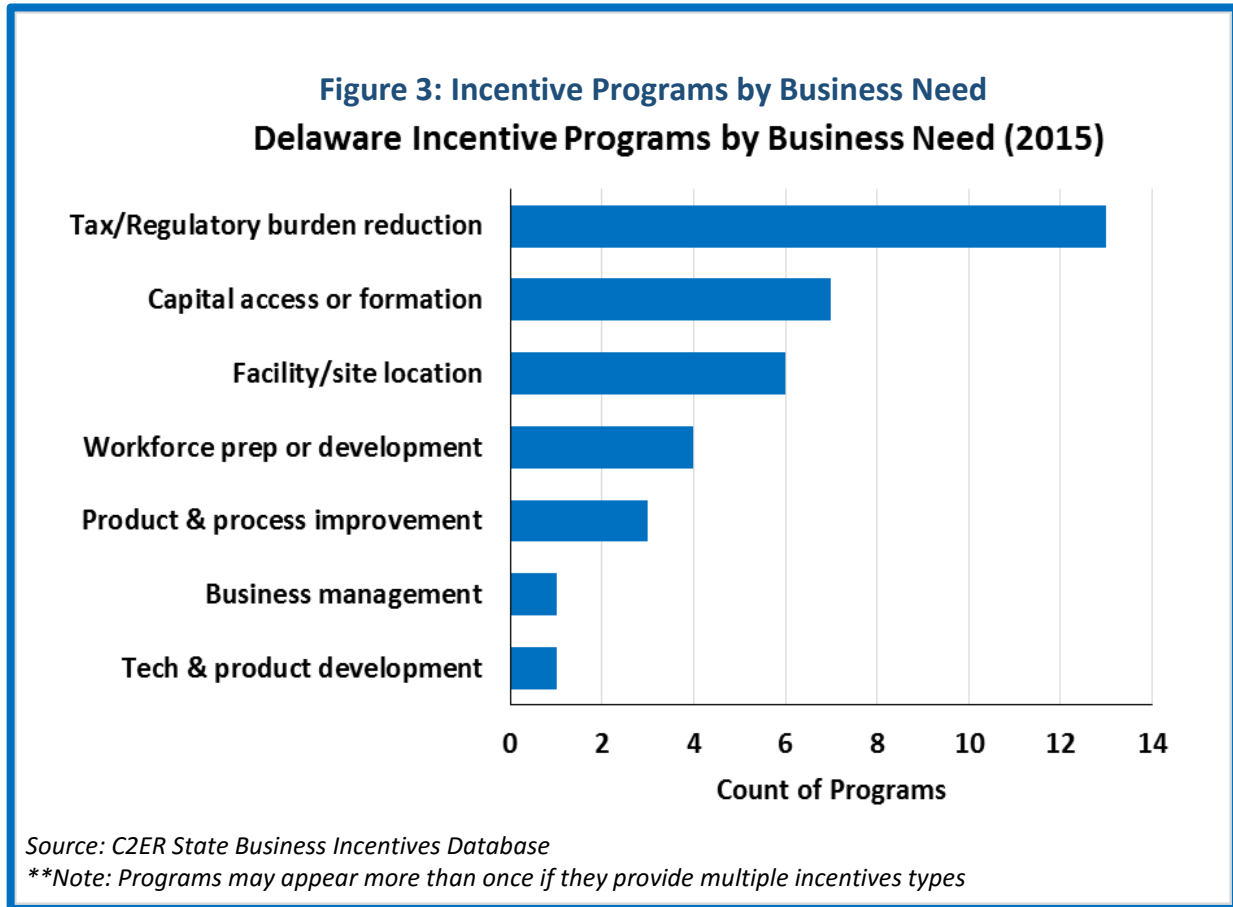 Figure 3: Incentive Programs by Business Need
Delaware Incentive Programs by Business Need (2015)
Tax/Regulatory burden reduction
Capital access or formation
Facility/site location
Workforce prep or development
Product & process improvement
Business management
Tech & product development
0 2 4 6 8 10 12 14
Count of Programs
Source: C2ER State Business Incentives Database
**Note: Programs may appear more than once if they provide multiple incentives types